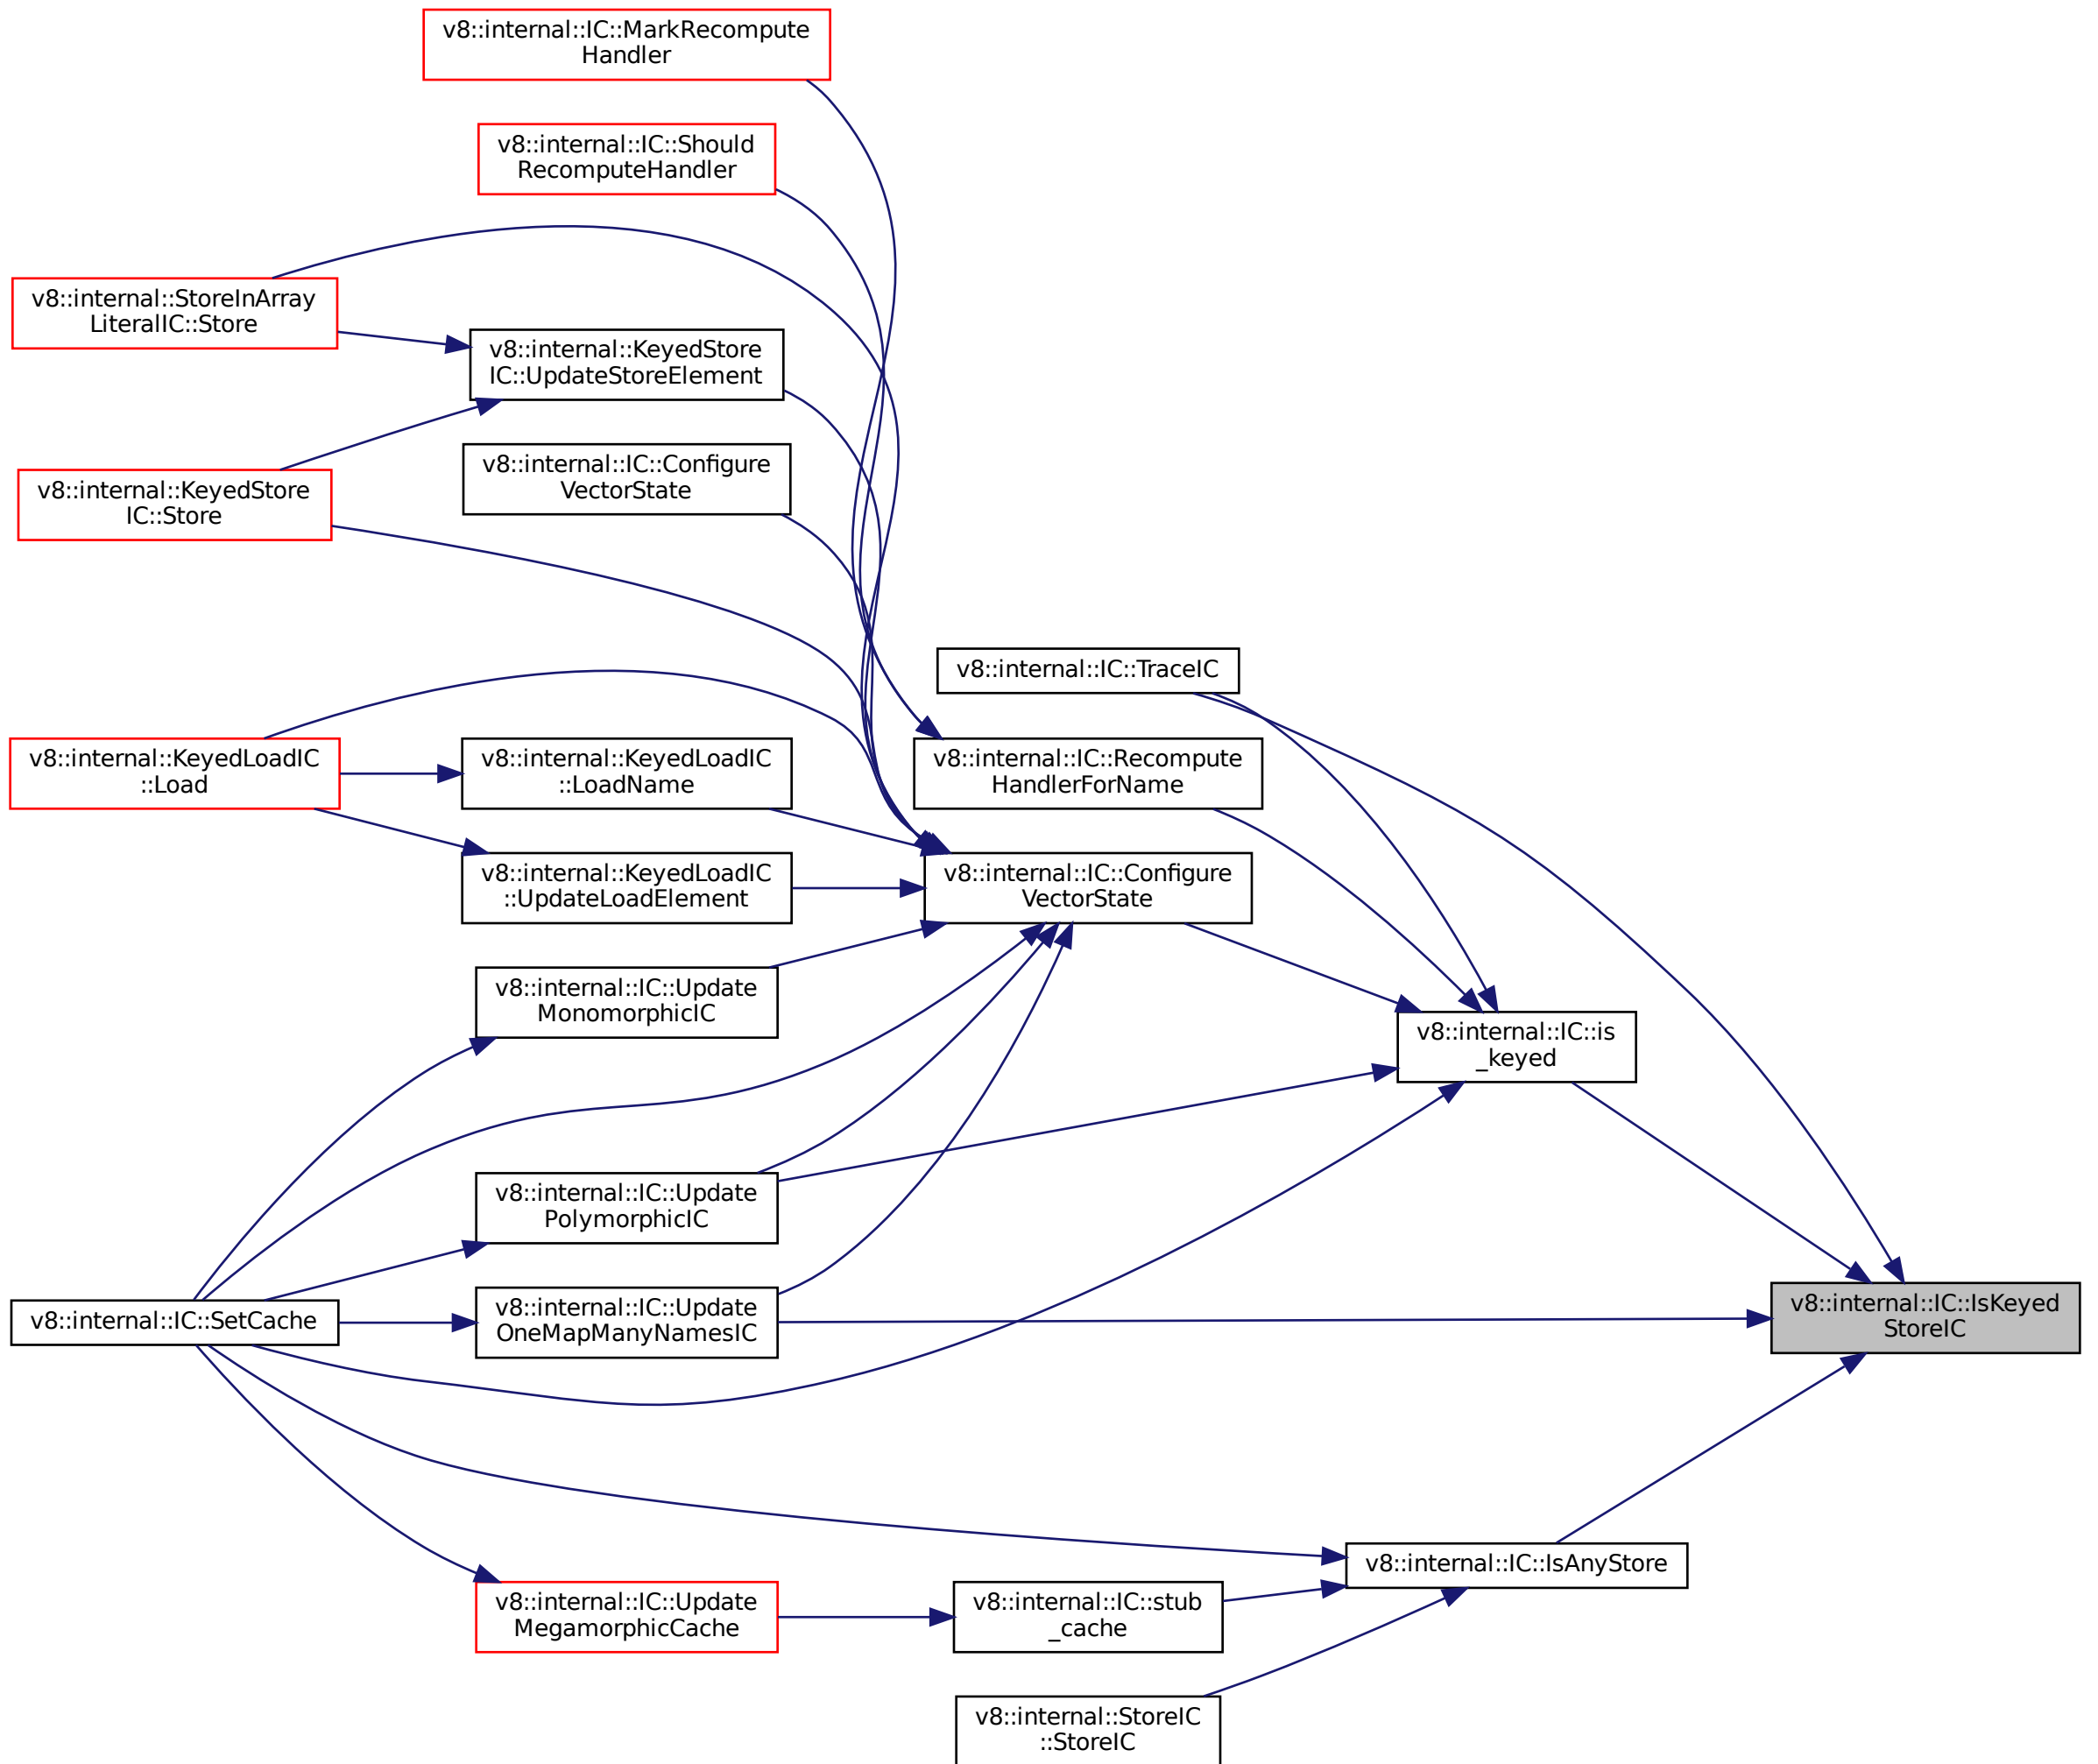 v8::internal::IC::MarkRecompute
Handler
v8::internal::IC::Should
RecomputeHandler
v8::internal::StoreInArray
LiteralIC::Store
v8::internal::KeyedStore
IC::UpdateStoreElement
v8::internal::IC::Configure
VectorState
v8::internal::KeyedStore
IC::Store
v8::internal::IC::TraceIC
v8::internal::KeyedLoadIC
::Load
v8::internal::KeyedLoadIC
::LoadName
v8::internal::IC::Recompute
HandlerForName
v8::internal::KeyedLoadIC
::UpdateLoadElement
v8::internal::IC::Configure
VectorState
v8::internal::IC::Update
MonomorphicIC
v8::internal::IC::is
_keyed
v8::internal::IC::Update
PolymorphicIC
v8::internal::IC::SetCache
v8::internal::IC::Update
OneMapManyNamesIC
v8::internal::IC::IsKeyed
StoreIC
v8::internal::IC::IsAnyStore
v8::internal::IC::Update
MegamorphicCache
v8::internal::IC::stub
_cache
v8::internal::StoreIC
::StoreIC